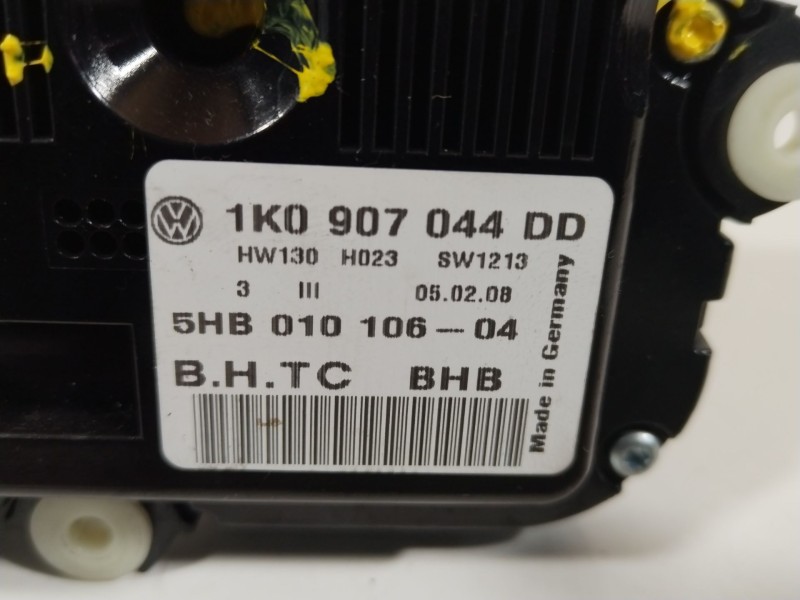 VW 1K0 907 044 DD
HW130 H023 SW1213
3 III 05.02.08
5HB 010 106-04
B.H.TC BHB
Made in Germany